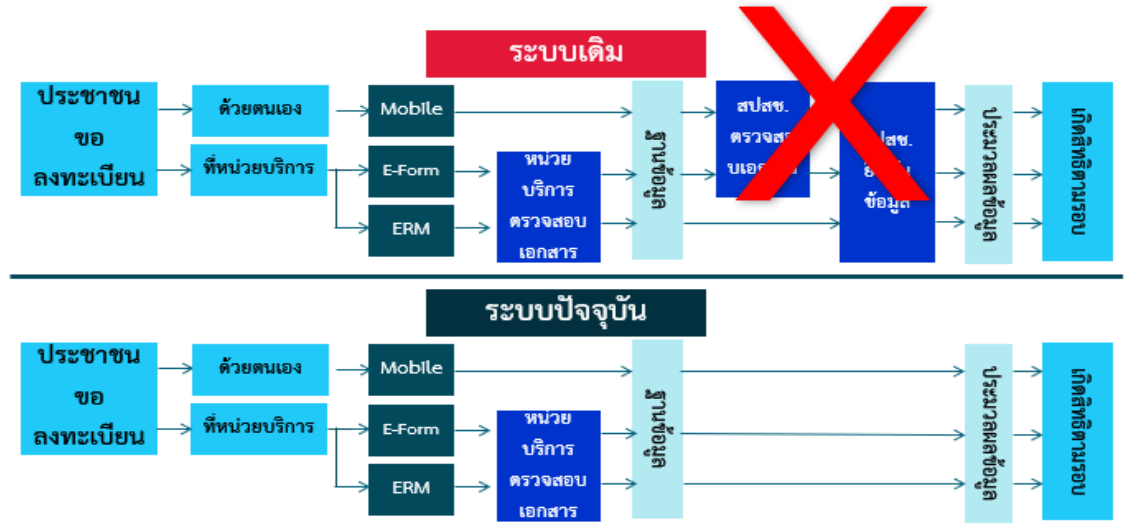 ระบบเดิม
ประชาชน
ขอ
ลงทะเบียน
ด้วยตนเอง
ที่หน่วยบริการ
Mobile
E-Form
ERM
หน่วย
บริการ
ตรวจสอบ
เอกสาร
ฐานข้อมูล
สปสช.
ตรวจสอ
ข้อมูล
ประมวลผลข้อมูล
เกิดสิทธิตามรอบ
ระบบปัจจุบัน
ประชาชน
ขอ
ลงทะเบียน
ด้วยตนเอง
ที่หน่วยบริการ
Mobile
E-Form
ERM
หน่วย
บริการ
ตรวจสอบ
เอกสาร
ฐานข้อมูล
ประมวลผลข้อมูล
เกิดสิทธิตามรอบ